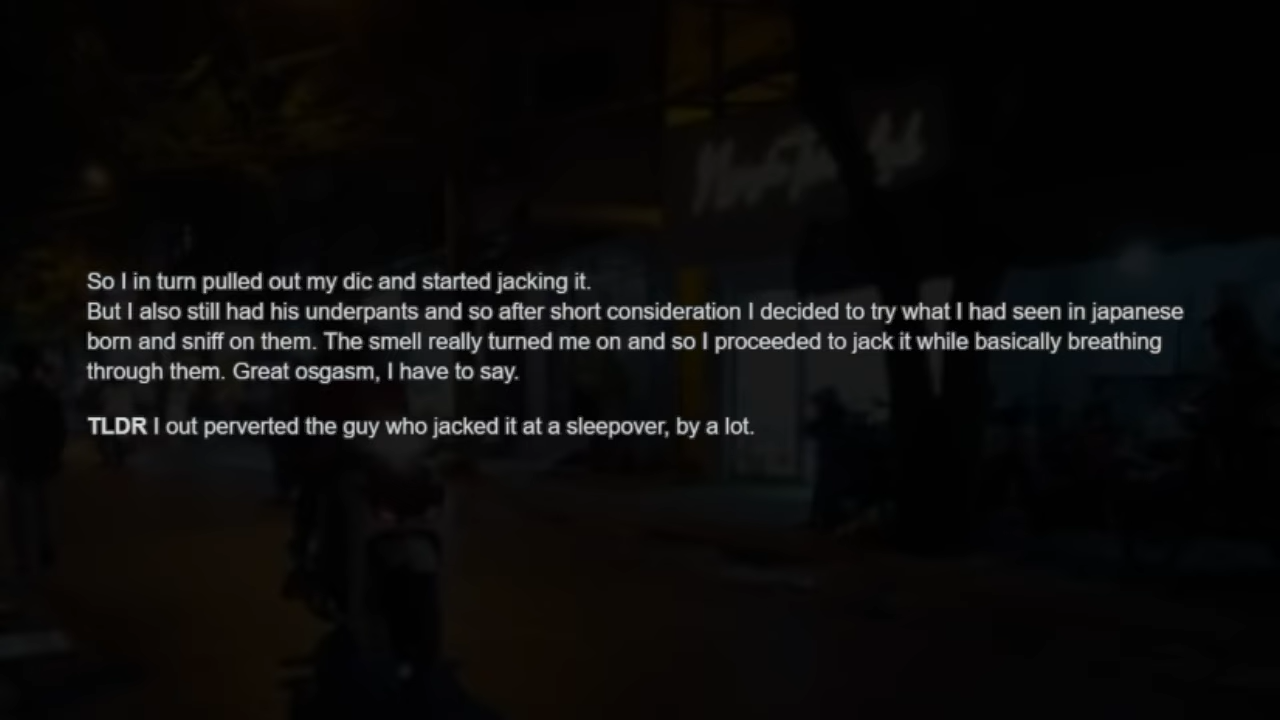 So I in turn pulled out my dic and started jacking it.
But I also still had his underpants and so after short consideration I decided to try what I had seen in japanese
born and sniff on them. The smell really turned me on and so I proceeded to jack it while basically breathing
through them. Great osgasm, I have to say.
TLDR I out perverted the guy who jacked it at a sleepover, by a lot.